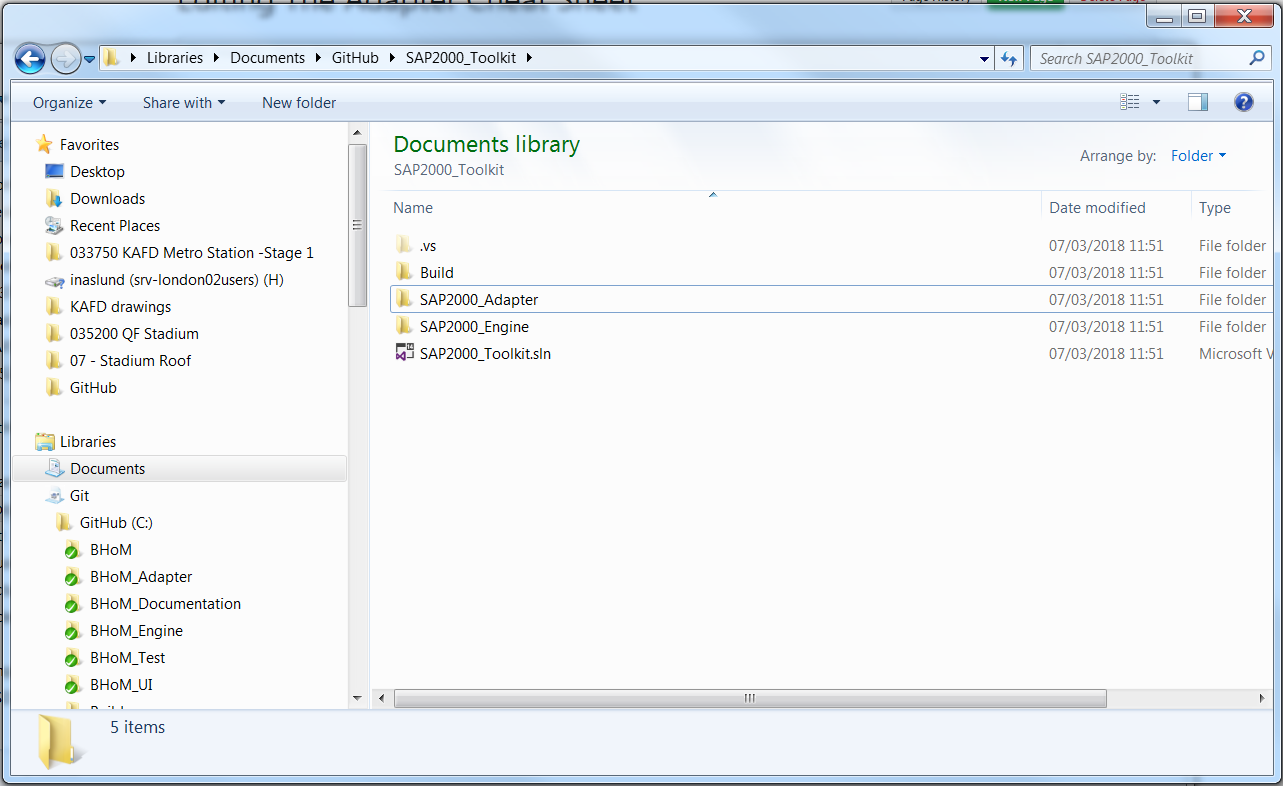 Editing The Adapter Cheat Sheet
Libraries Documents GitHub SAP2000_Toolkit
Search SAP2000_Toolkit
Organize Share with New folder
Favorites
Desktop
Downloads
Recent Places
033750 KAFD Metro Station -Stage 1
inaslund (srv-london02users) (H)
KAFD drawings
035200 QF Stadium
07 - Stadium Roof
GitHub
Libraries
Documents
Git
GitHub (C:)
BHoM
BHoM_Adapter
BHoM_Documentation
BHoM_Engine
BHoM_Test
BHoM_UI
Documents library
SAP2000_Toolkit
Arrange by: Folder
Name Date modified Type
.vs 07/03/2018 11:51 File folder
Build 07/03/2018 11:51 File folder
SAP2000_Adapter 07/03/2018 11:51 File folder
SAP2000_Engine 07/03/2018 11:51 File folder
SAP2000_Toolkit.sln 07/03/2018 11:51 Microsoft V
5 items